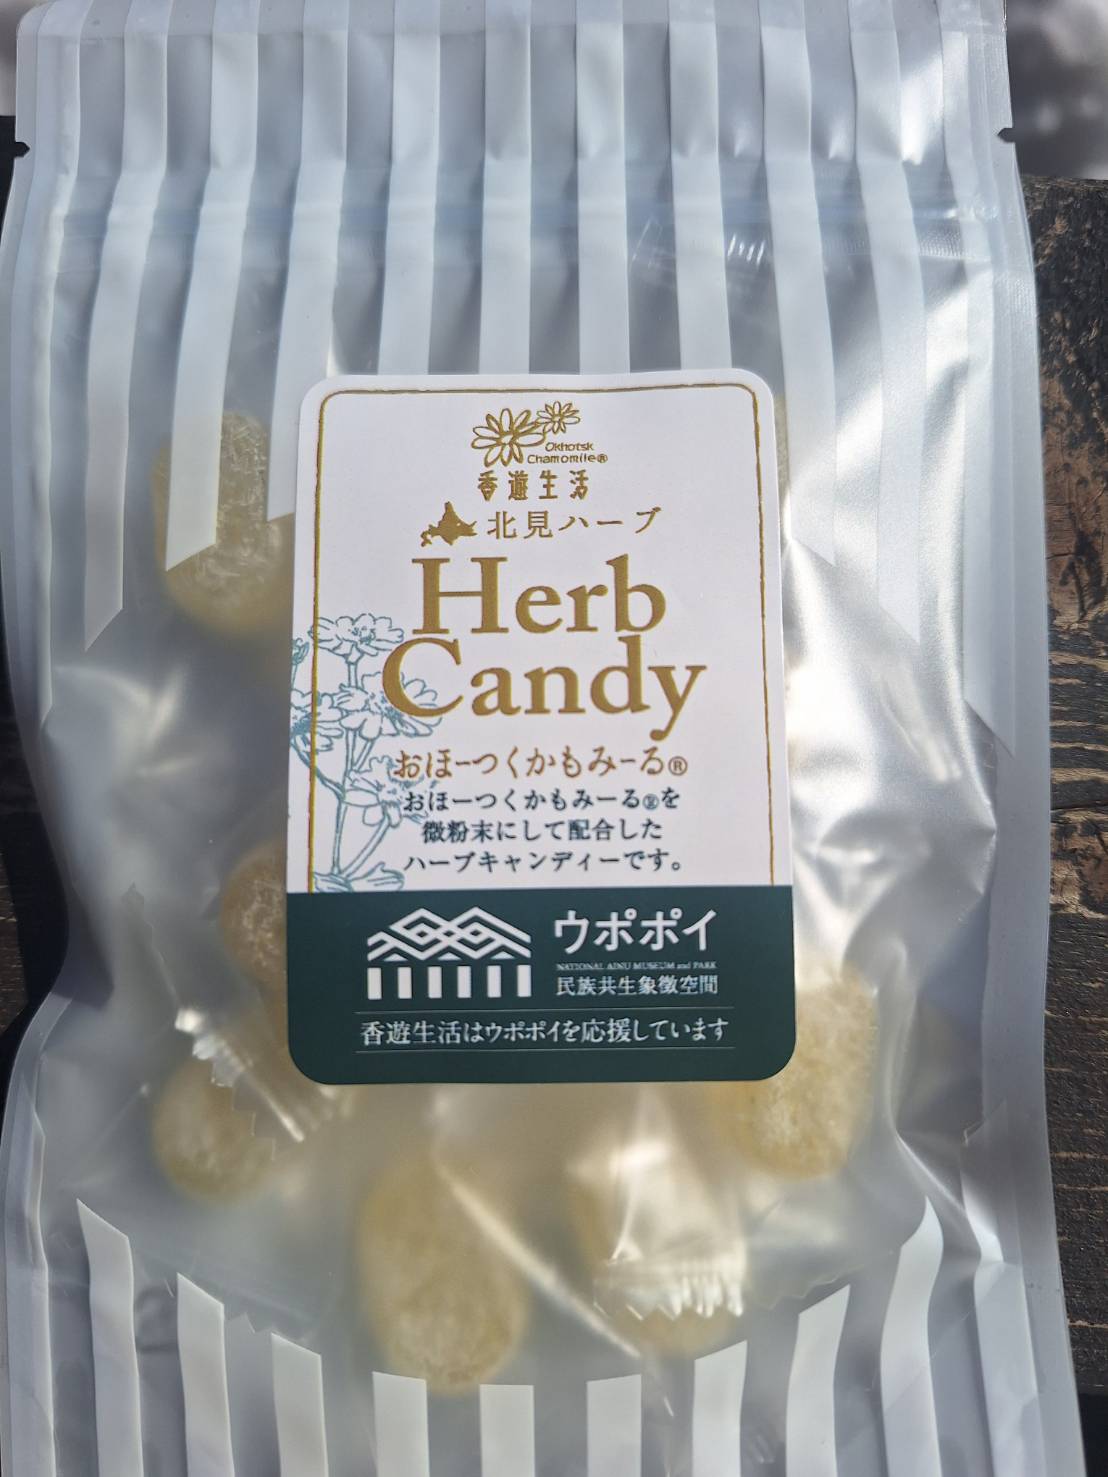 Okhotsk
Chamomile®
香遊生活
北見ハーブ
Herb
Candy
おほーつくかもみーる®
おほーつくかもみーる®を
微粉末にして配合した
ハーブキャンディーです。
ウポポイ
NATIONAL AINU MUSEUM and PARK
民族共生象徴空間
香遊生活はウポポイを応援しています